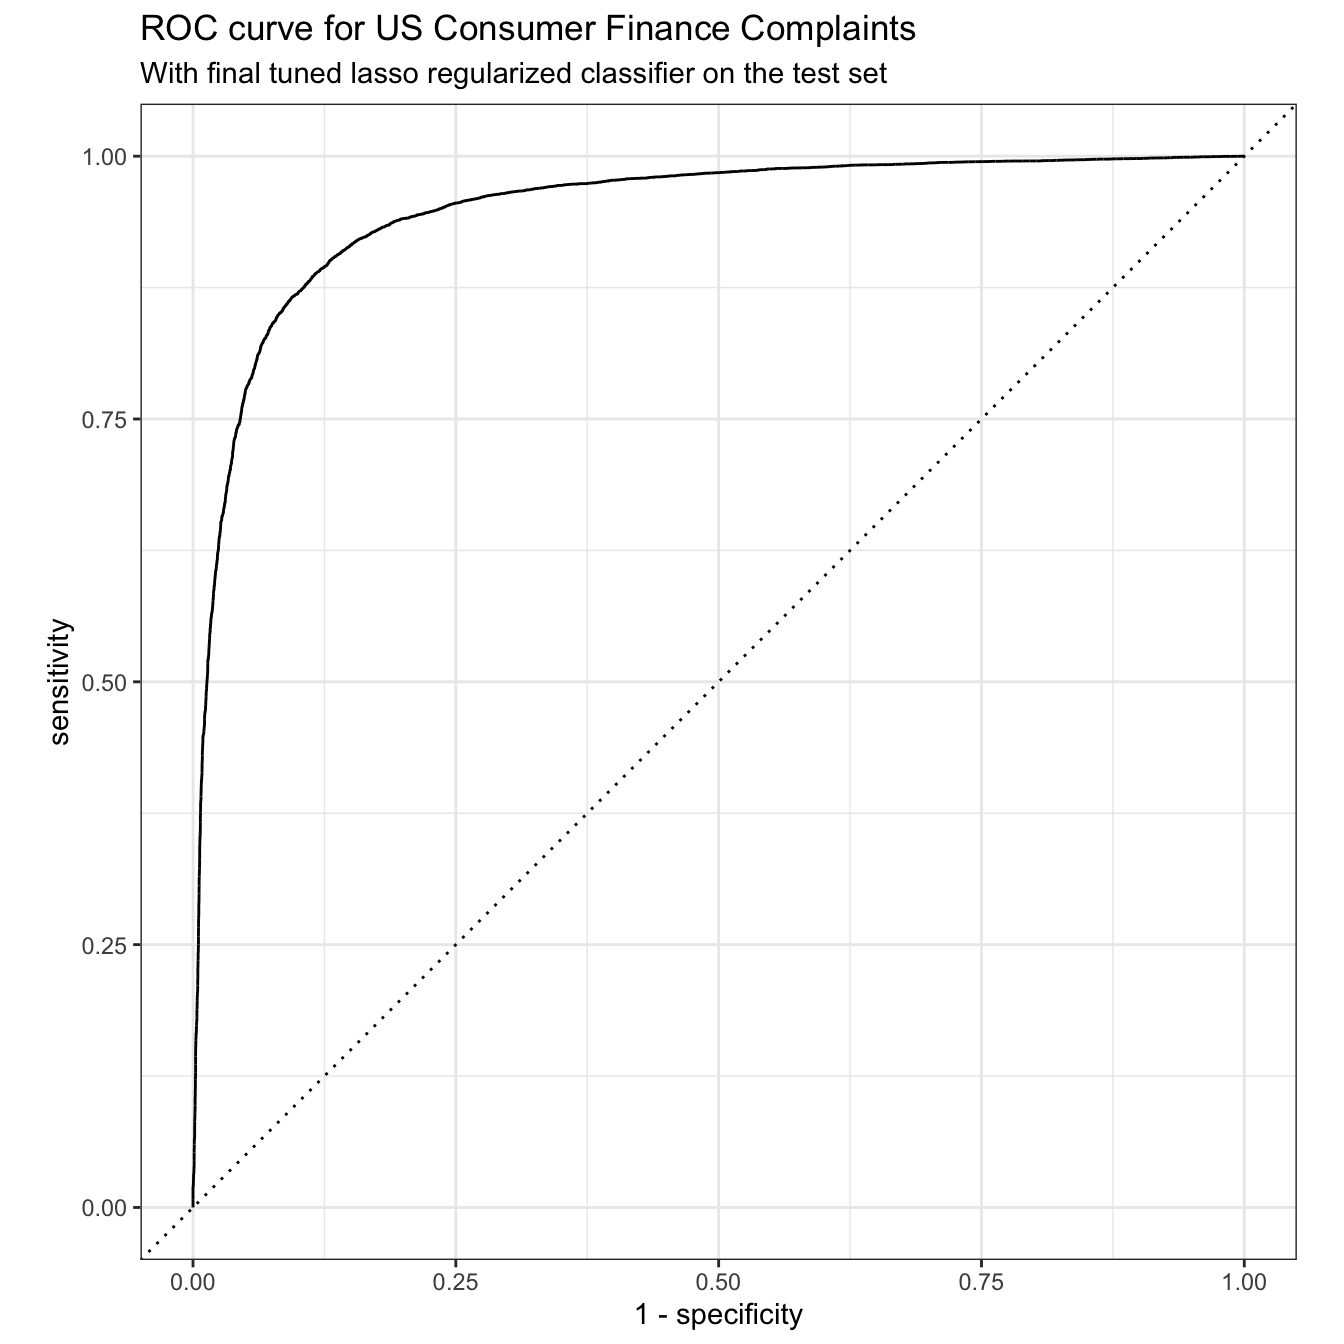 ROC curve for US Consumer Finance Complaints
With final tuned lasso regularized classifier on the test set
1.00
0.75
0.50
0.25
0.00
sensitivity
0.00 0.25 0.50 0.75 1.00
1 - specificity